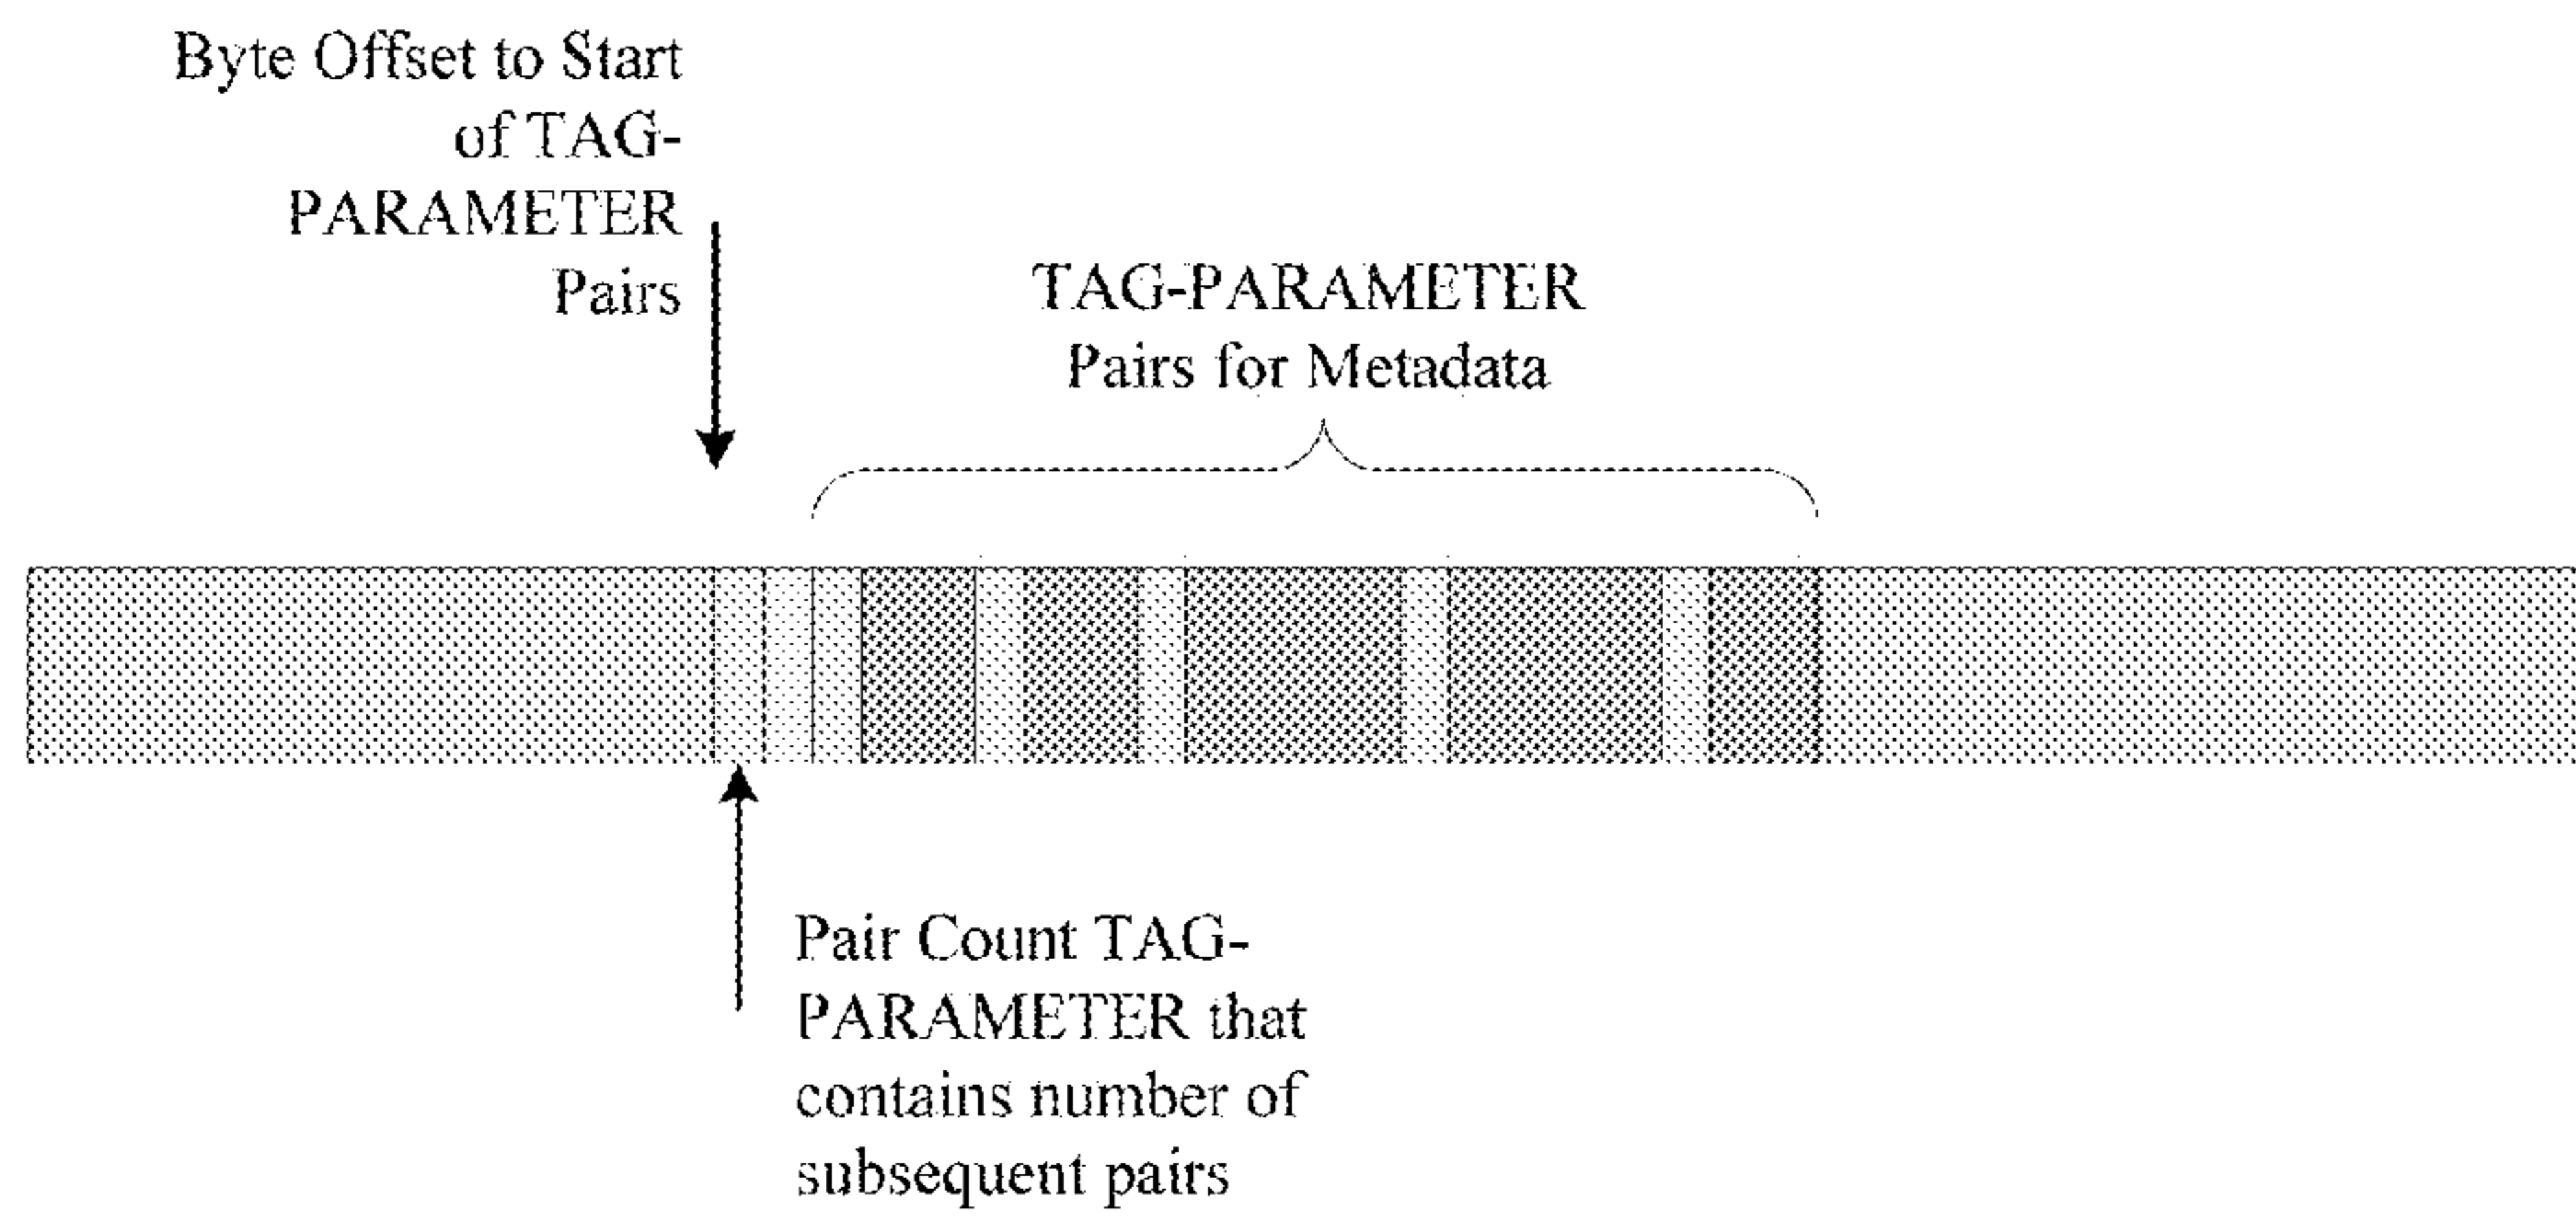 Byte Offset to Start
of TAG-
PARAMETER
Pairs
TAG-PARAMETER
Pairs for Metadata
Pair Count TAG-
PARAMETER that
contains number of
subsequent pairs